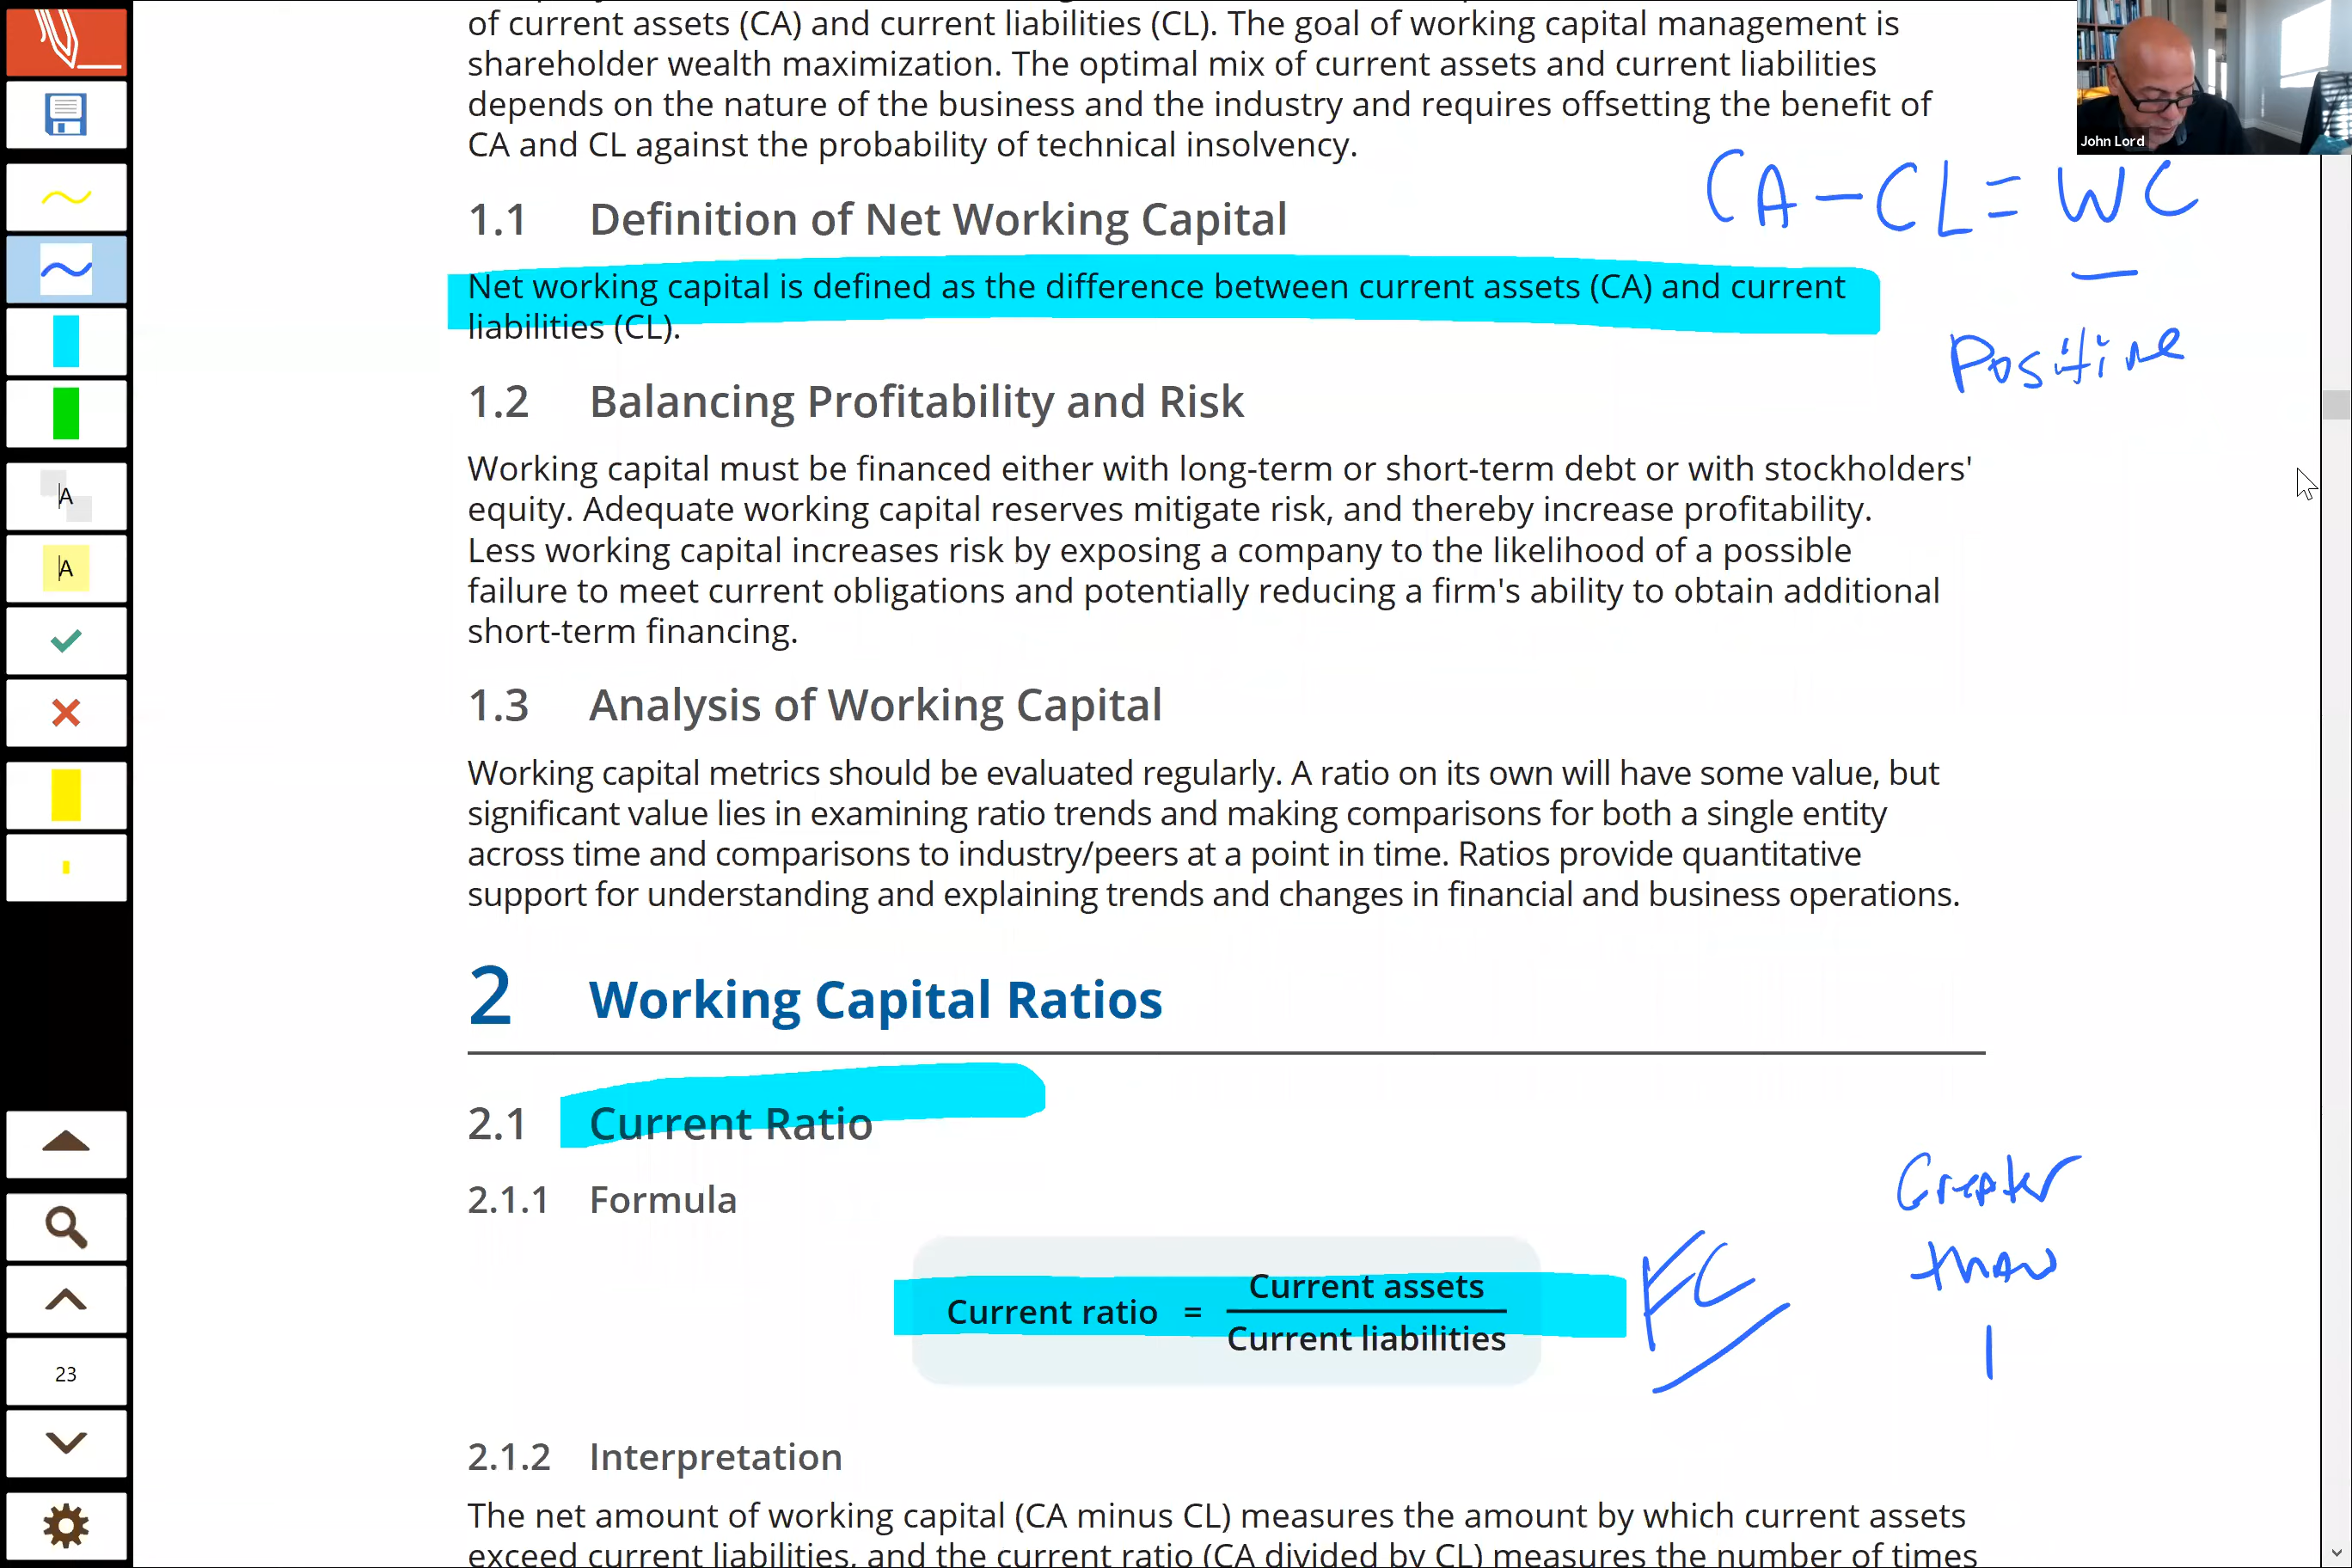 of current assets (CA) and current liabilities (CL). The goal of working capital management is
shareholder wealth maximization. The optimal mix of current assets and current liabilities
depends on the nature of the business and the industry and requires offsetting the benefit of
CA and CL against the probability of technical insolvency.
John Lord
CA - CL = WC
1.1 Definition of Net Working Capital
Net working capital is defined as the difference between current assets (CA) and current
liabilities (CL).
Positive
1.2 Balancing Profitability and Risk
Working capital must be financed either with long-term or short-term debt or with stockholders'
equity. Adequate working capital reserves mitigate risk, and thereby increase profitability.
Less working capital increases risk by exposing a company to the likelihood of a possible
failure to meet current obligations and potentially reducing a firm's ability to obtain additional
short-term financing.
1.3 Analysis of Working Capital
Working capital metrics should be evaluated regularly. A ratio on its own will have some value, but
significant value lies in examining ratio trends and making comparisons for both a single entity
across time and comparisons to industry/peers at a point in time. Ratios provide quantitative
support for understanding and explaining trends and changes in financial and business operations.
2 Working Capital Ratios
2.1 Current Ratio
2.1.1 Formula
Current ratio = Current assets
Current liabilities
FC
Greater
than
1
2.1.2 Interpretation
The net amount of working capital (CA minus CL) measures the amount by which current assets
exceed current liabilities, and the current ratio (CA divided by CL) measures the number of times
A
A
23